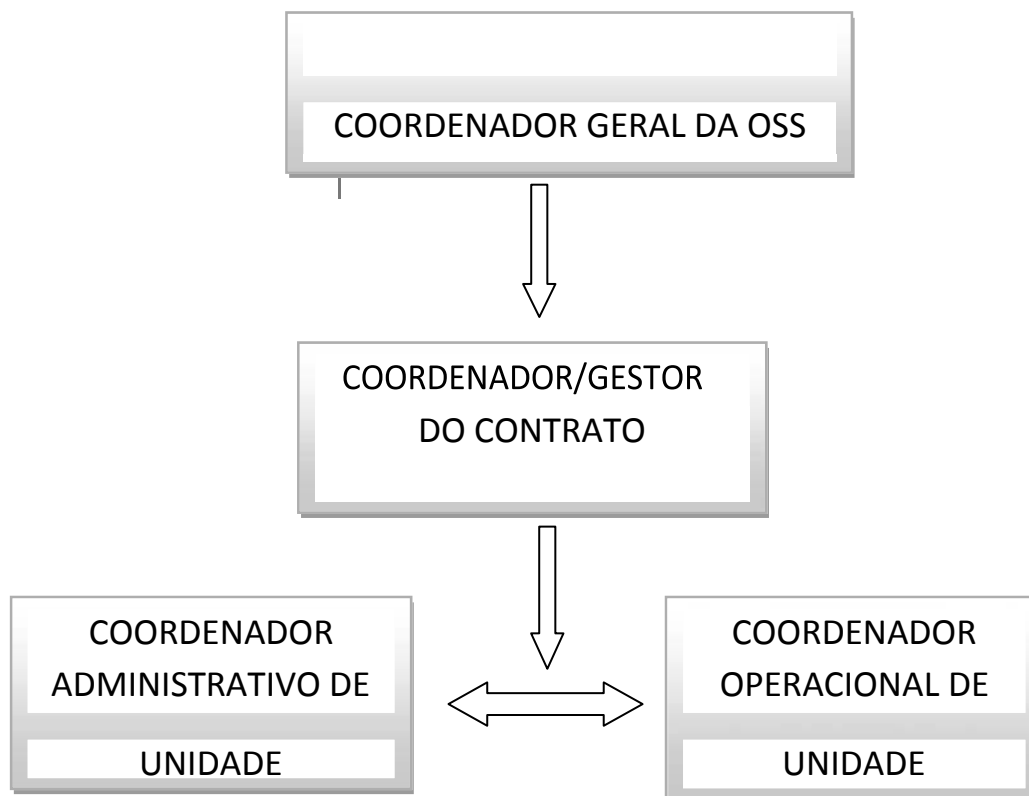 COORDENADOR GERAL DA OSS
COORDENADOR/GESTOR
DO CONTRATO
COORDENADOR
ADMINISTRATIVO DE
UNIDADE
COORDENADOR
OPERACIONAL DE
UNIDADE